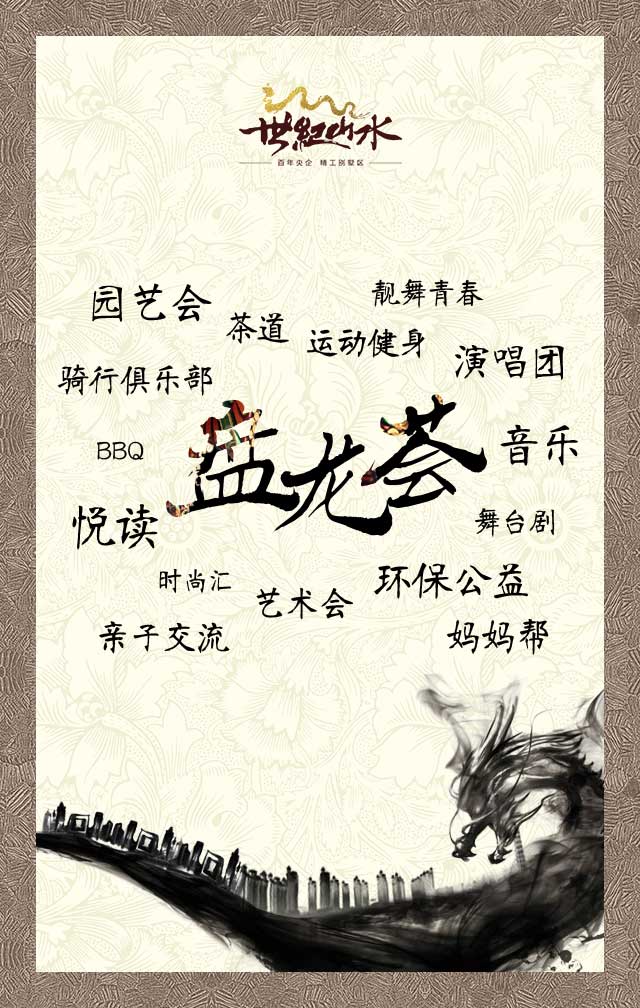 世紀山水
百年央企 精工别墅区
靓舞青春
园艺会
茶道
运动健身
演唱团
骑行俱乐部
BBQ
益龙荟
音乐
悦读
舞台剧
时尚汇
艺术会
环保公益
亲子交流
妈妈帮